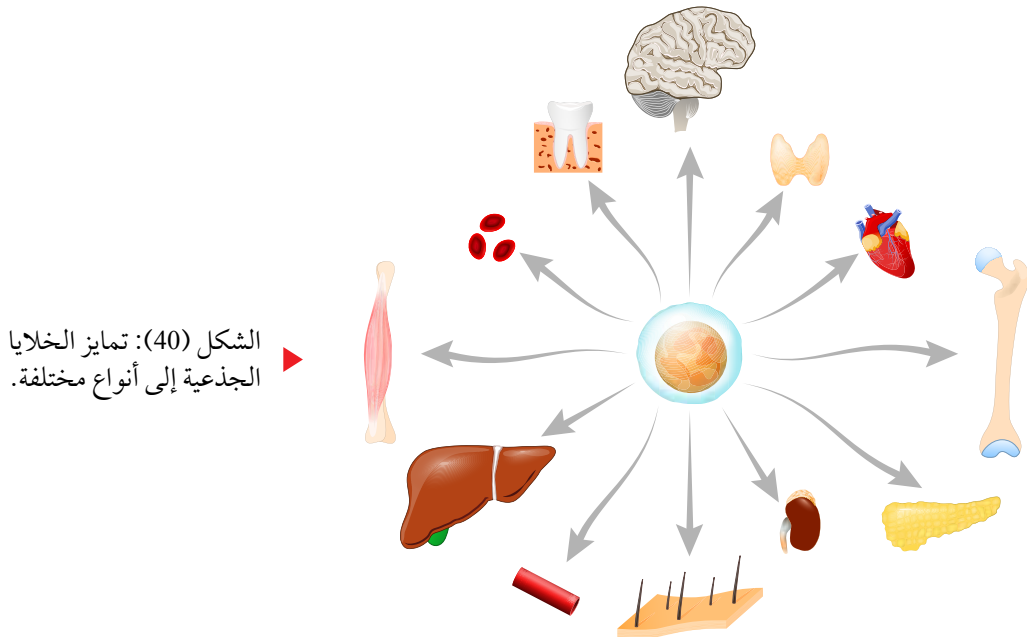 الشكل (40): تمايز الخلايا
الجذعية إلى أنواع مختلفة.